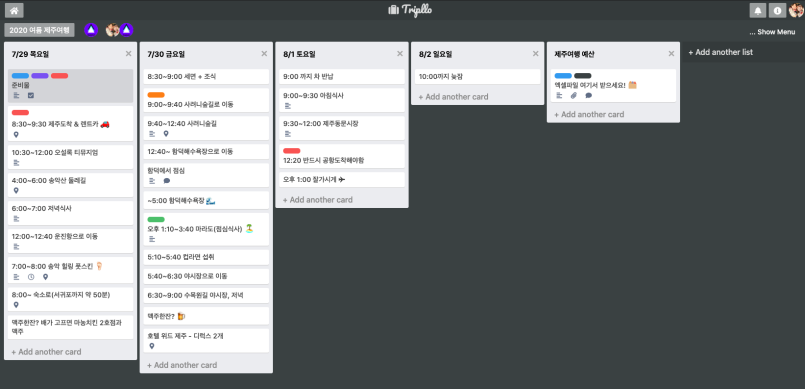 Tripllo
2020 여름 제주여행
... Show Menu
7/29 목요일
준비물
8:30~9:30 제주도착 & 렌트카 🚗
10:30~12:00 오설록 티뮤지엄
4:00~6:00 송악산 둘레길
6:00~7:00 저녁식사
12:00~12:40 운진항으로 이동
7:00~8:00 송악 힐링 풋스킨
8:00~ 숙소로(서귀포까지 약 50분)
맥주한잔? 배가 고프면 마농치킨 2호점과
맥주
+ Add another card
7/30 금요일
8:30~9:00 세면 + 조식
9:00~9:40 사려니숲길로 이동
9:40~12:40 사려니숲길
12:40~ 함덕해수욕장으로 이동
함덕에서 점심
~5:00 함덕해수욕장
오후 1:10~3:40 마라도(점심식사) 🏝
5:10~5:40 컵라면 섭취
5:40~6:30 야시장으로 이동
6:30~9:00 수목원길 야시장, 저녁
맥주한잔? 🍺
호텔 위드 제주 - 디럭스 2개
+ Add another card
8/1 토요일
9:00 까지 차 반납
9:00~9:30 아침식사
9:30~12:00 제주동문시장
12:20 반드시 공항도착해야함
오후 1:00 잘가시게 ✈
+ Add another card
8/2 일요일
10:00까지 늦잠
+ Add another card
제주여행 예산
엑셀파일 여기서 받으세요!
+ Add another card
+ Add another list